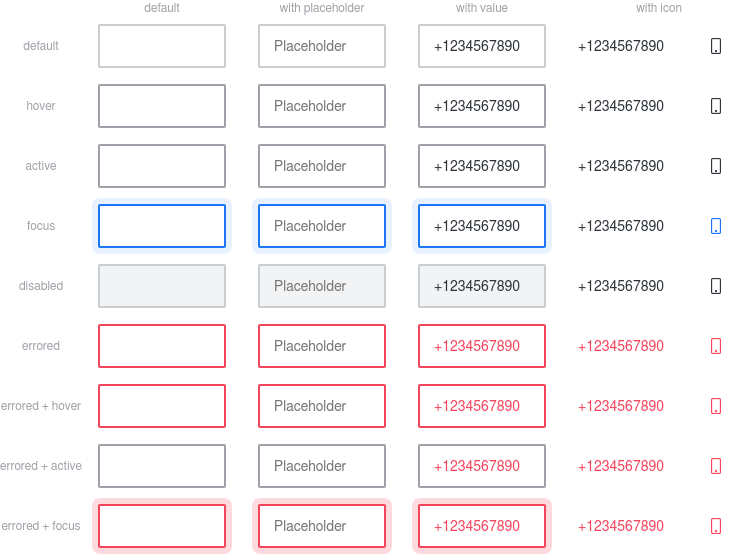 default with placeholder with value with icon
default Placeholder +1234567890 +1234567890
hover Placeholder +1234567890 +1234567890
active Placeholder +1234567890 +1234567890
focus Placeholder +1234567890 +1234567890
disabled Placeholder +1234567890 +1234567890
errored Placeholder +1234567890 +1234567890
errored + hover Placeholder +1234567890 +1234567890
errored + active Placeholder +1234567890 +1234567890
errored + focus Placeholder +1234567890 +1234567890